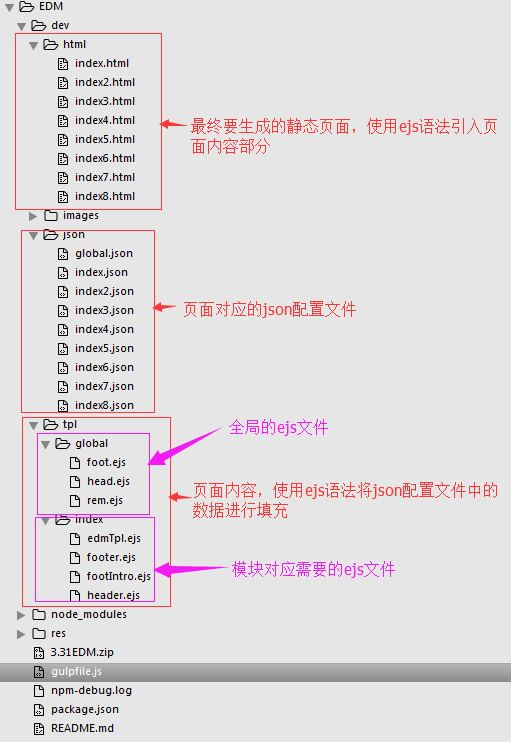 EDM
dev
html
index.html
index2.html
index3.html
index4.html
最终要生成的静态页面，使用ejs语法引入页
面内容部分
index5.html
index6.html
index7.html
index8.html
images
json
global.json
index.json
index2.json
index3.json
页面对应的json配置文件
index4.json
index5.json
index6.json
index7.json
index8.json
tpl
全局的ejs文件
global
foot.ejs
head.ejs
页面内容，使用ejs语法将json配置文件中的
数据进行填充
rem.ejs
index
edmTpl.ejs
footer.ejs
模块对应需要的ejs文件
footIntro.ejs
header.ejs
node_modules
res
3.31EDM.zip
gulpfile.js
npm-debug.log
package.json
README.md